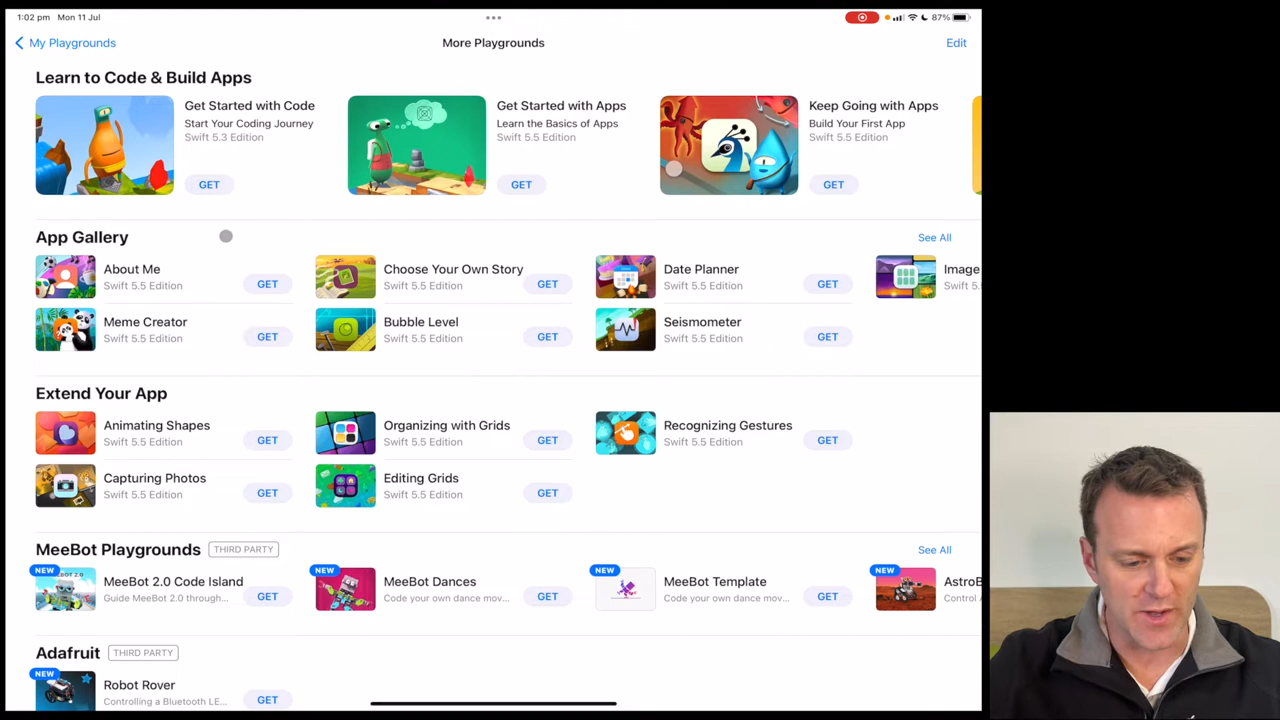 1:02 pm Mon 11 Jul
87%
My Playgrounds
More Playgrounds
Edit
Learn to Code & Build Apps
Get Started with Code
Start Your Coding Journey
Swift 5.3 Edition
GET
Get Started with Apps
Learn the Basics of Apps
Swift 5.5 Edition
GET
Keep Going with Apps
Build Your First App
Swift 5.5 Edition
GET
App Gallery
See All
About Me
Swift 5.5 Edition
GET
Choose Your Own Story
Swift 5.5 Edition
GET
Date Planner
Swift 5.5 Edition
GET
Image
Swift 5.
Meme Creator
Swift 5.5 Edition
GET
Bubble Level
Swift 5.5 Edition
GET
Seismometer
Swift 5.5 Edition
GET
Extend Your App
Animating Shapes
Swift 5.5 Edition
GET
Organizing with Grids
Swift 5.5 Edition
GET
Recognizing Gestures
Swift 5.5 Edition
GET
Capturing Photos
Swift 5.5 Edition
GET
Editing Grids
Swift 5.5 Edition
GET
MeeBot Playgrounds THIRD PARTY
See All
NEW
MeeBot 2.0 Code Island
Guide MeeBot 2.0 through...
GET
NEW
MeeBot Dances
Code your own dance mov...
GET
NEW
MeeBot Template
Code your own dance mov...
GET
NEW
AstroB
Control
Adafruit THIRD PARTY
NEW
Robot Rover
Controlling a Bluetooth LE...
GET